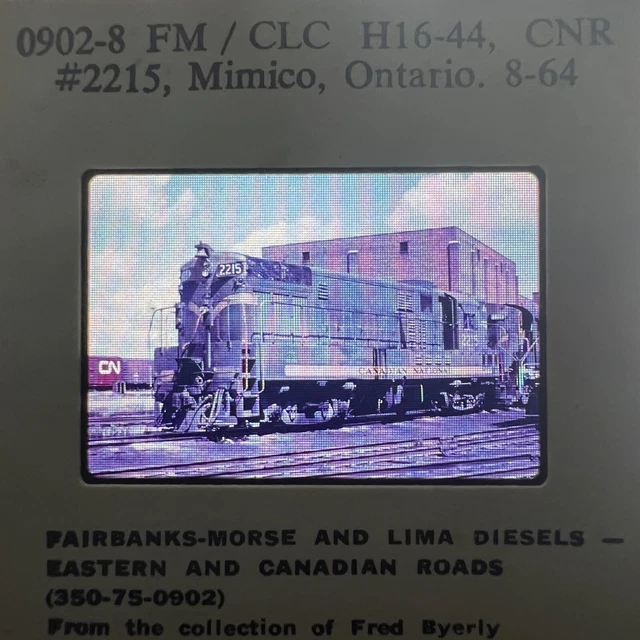 0902-8 FM / CLC H16-44, CNR
#2215, Mimico, Ontario. 8-64
2215
CN
CANADIAN NATIONAL
FAIRBANKS-MORSE AND LIMA DIESELS —
EASTERN AND CANADIAN ROADS
(350-75-0902)
From the collection of Fred Byerly